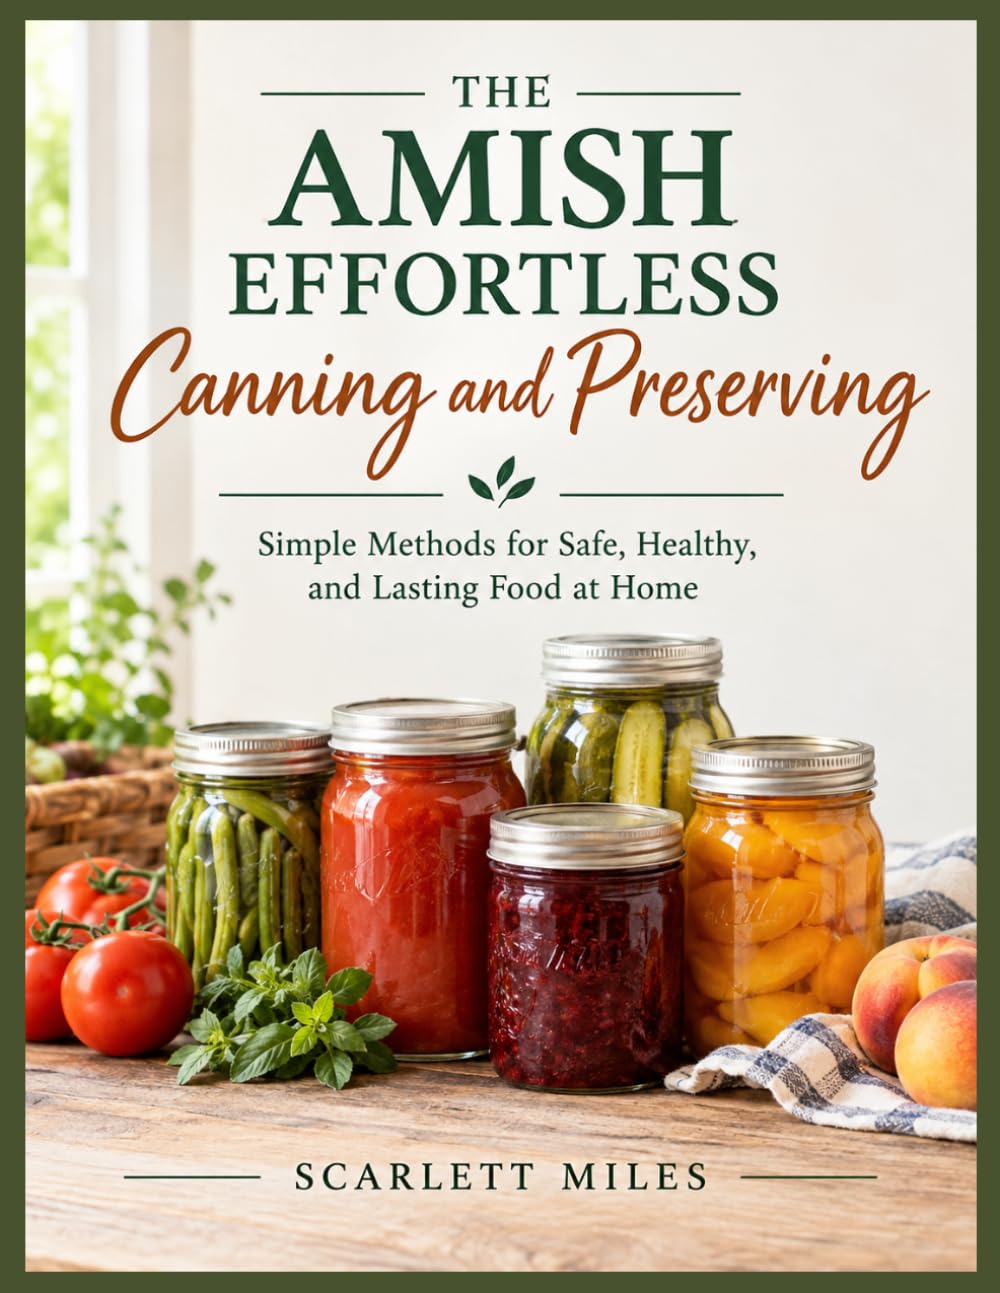 THE
AMISH
EFFORTLESS
Canning and Preserving
Simple Methods for Safe, Healthy,
and Lasting Food at Home
SCARLETT MILES